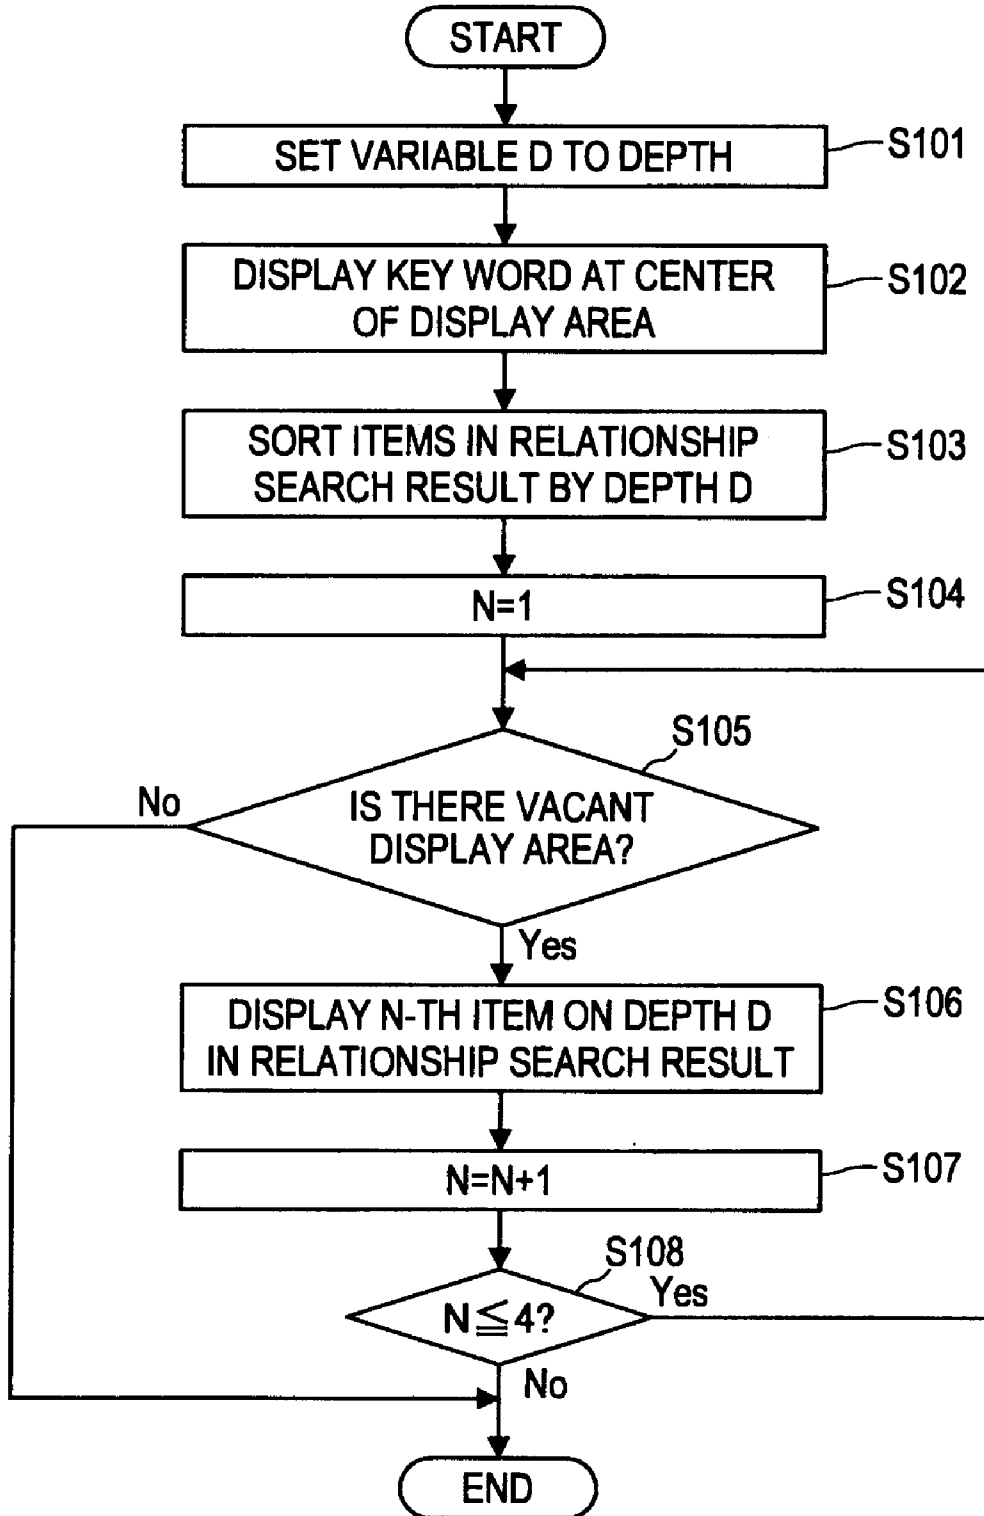 START
SET VARIABLE D TO DEPTH
S101
DISPLAY KEY WORD AT CENTER
OF DISPLAY AREA
S102
SORT ITEMS IN RELATIONSHIP
SEARCH RESULT BY DEPTH D
S103
N=1
S104
S105
IS THERE VACANT
DISPLAY AREA?
No
Yes
DISPLAY N-TH ITEM ON DEPTH D
IN RELATIONSHIP SEARCH RESULT
S106
N=N+1
S107
S108
N≦4?
Yes
No
END